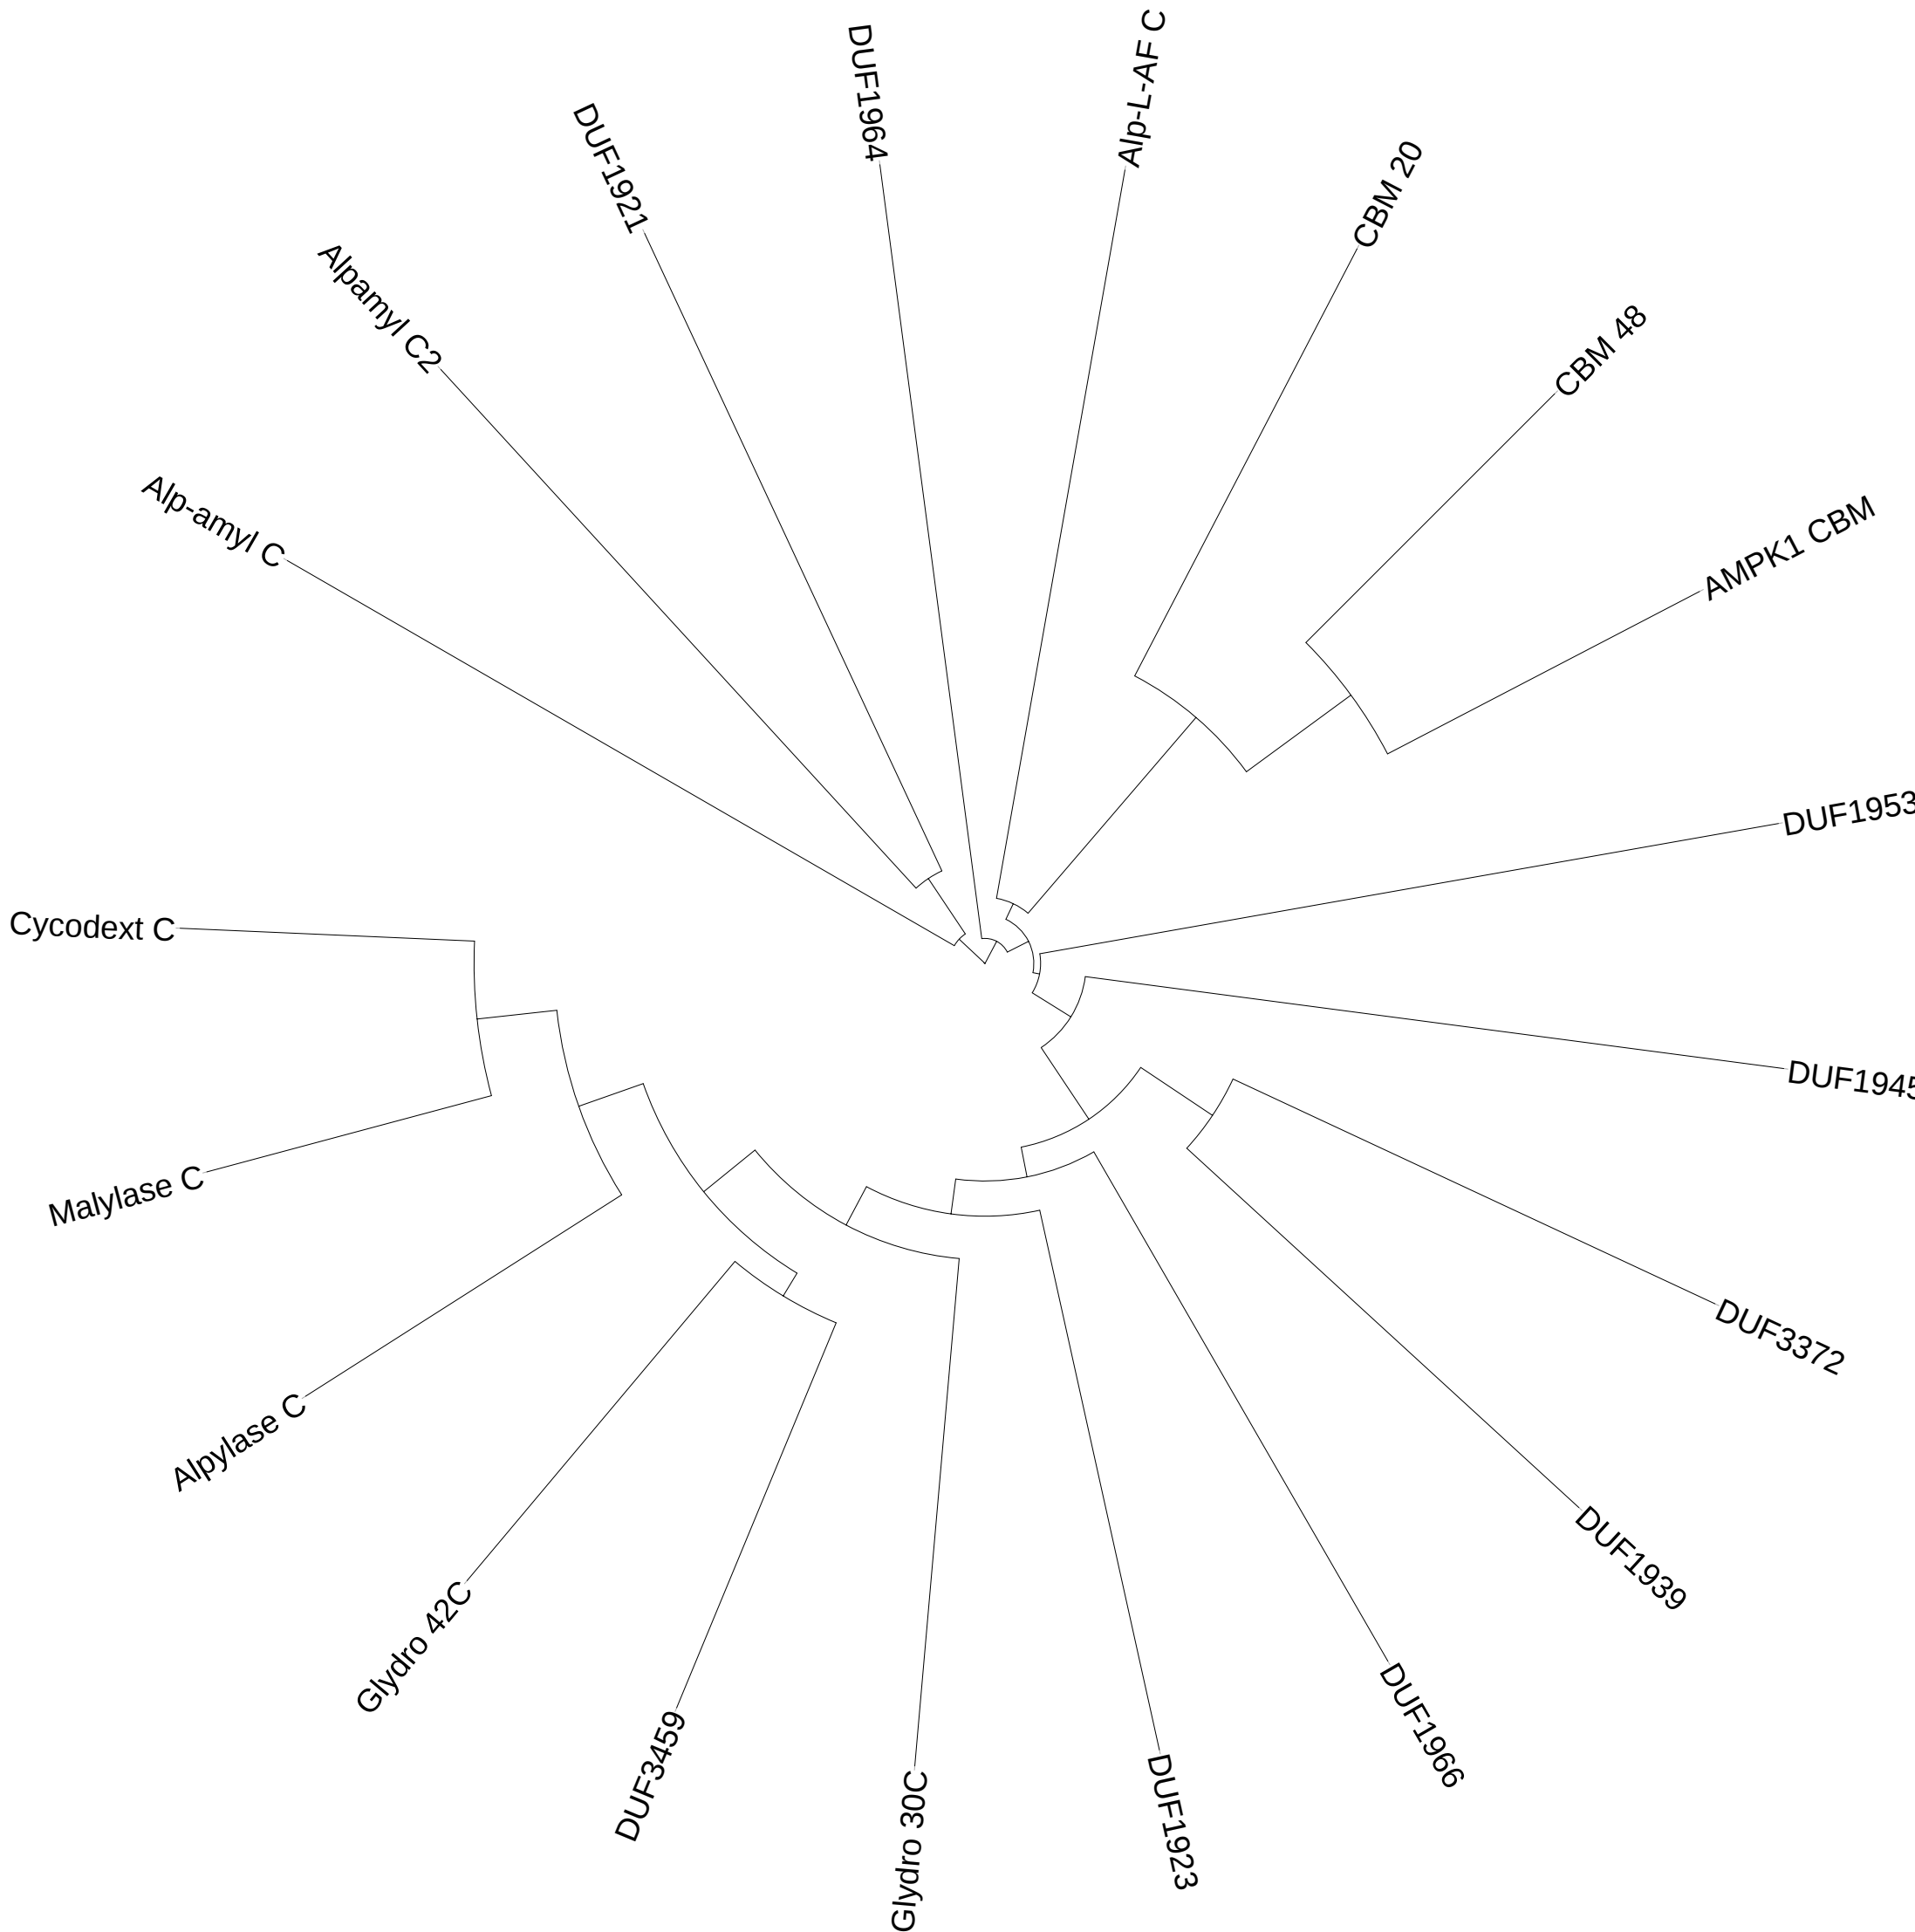 DUF1964
Alp-L-AF C
CBM 20
CBM 48
AMPK1 CBM
DUF1953
DUF1945
DUF3372
DUF1939
DUF1966
DUF1923
Glydro 30C
DUF3459
Glydro 42C
Alpylase C
Malylase C
Cycodext C
Alp-amyl C
Alpamyl C2
DUF1921